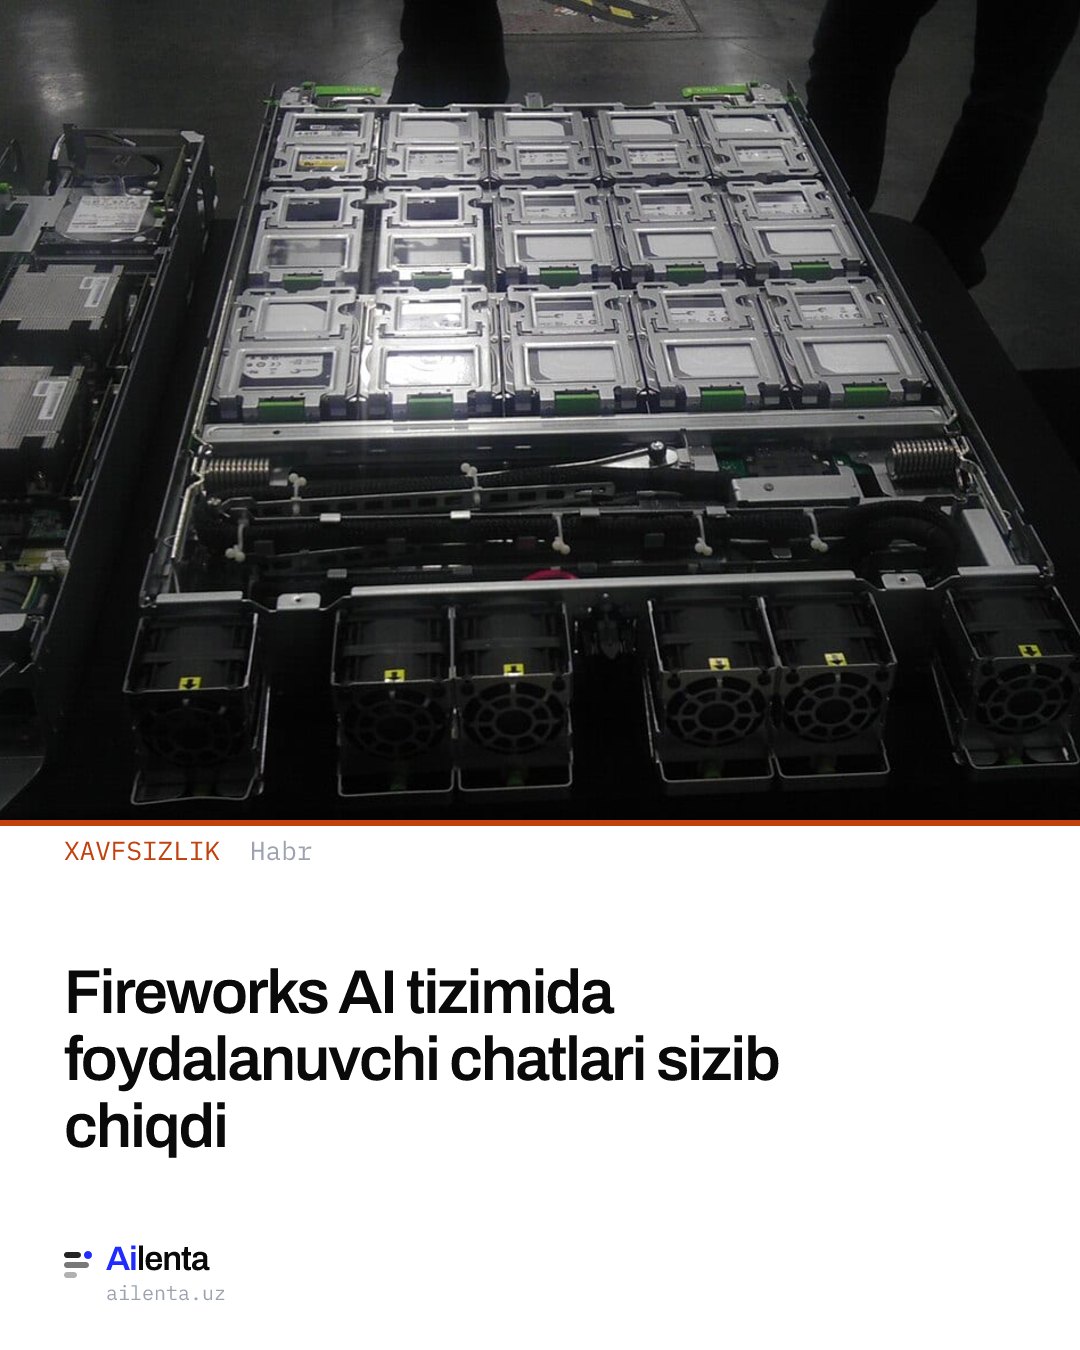 XAVFSIZLIK Habr
Fireworks AI tizimida
foydalanuvchi chatlari sizib
chiqdi
Ailenta
ailenta.uz